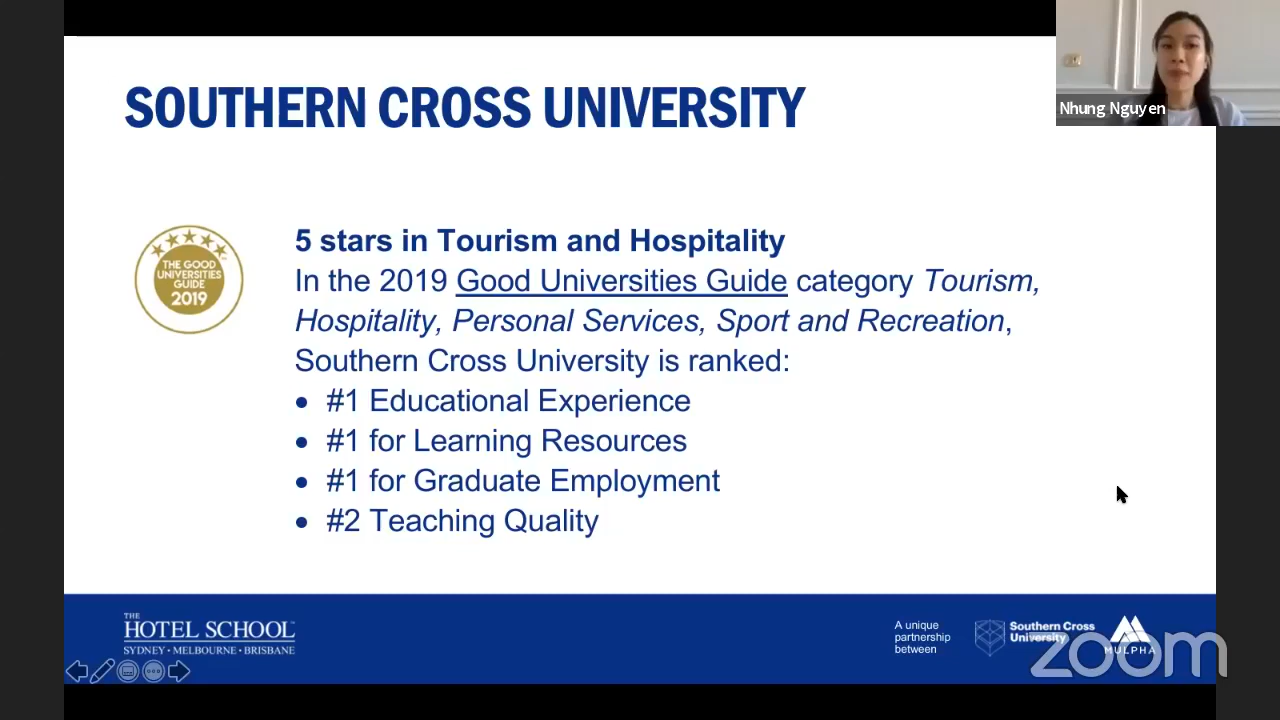 SOUTHERN CROSS UNIVERSITY
Nhung Nguyen
THE GOOD
UNIVERSITIES
GUIDE
2019
5 stars in Tourism and Hospitality
In the 2019 Good Universities Guide category Tourism,
Hospitality, Personal Services, Sport and Recreation,
Southern Cross University is ranked:
• #1 Educational Experience
• #1 for Learning Resources
• #1 for Graduate Employment
• #2 Teaching Quality
THE
HOTEL SCHOOL
SYDNEY • MELBOURNE • BRISBANE
A unique
partnership
between
Southern Cross
University
MULPHA
zoom